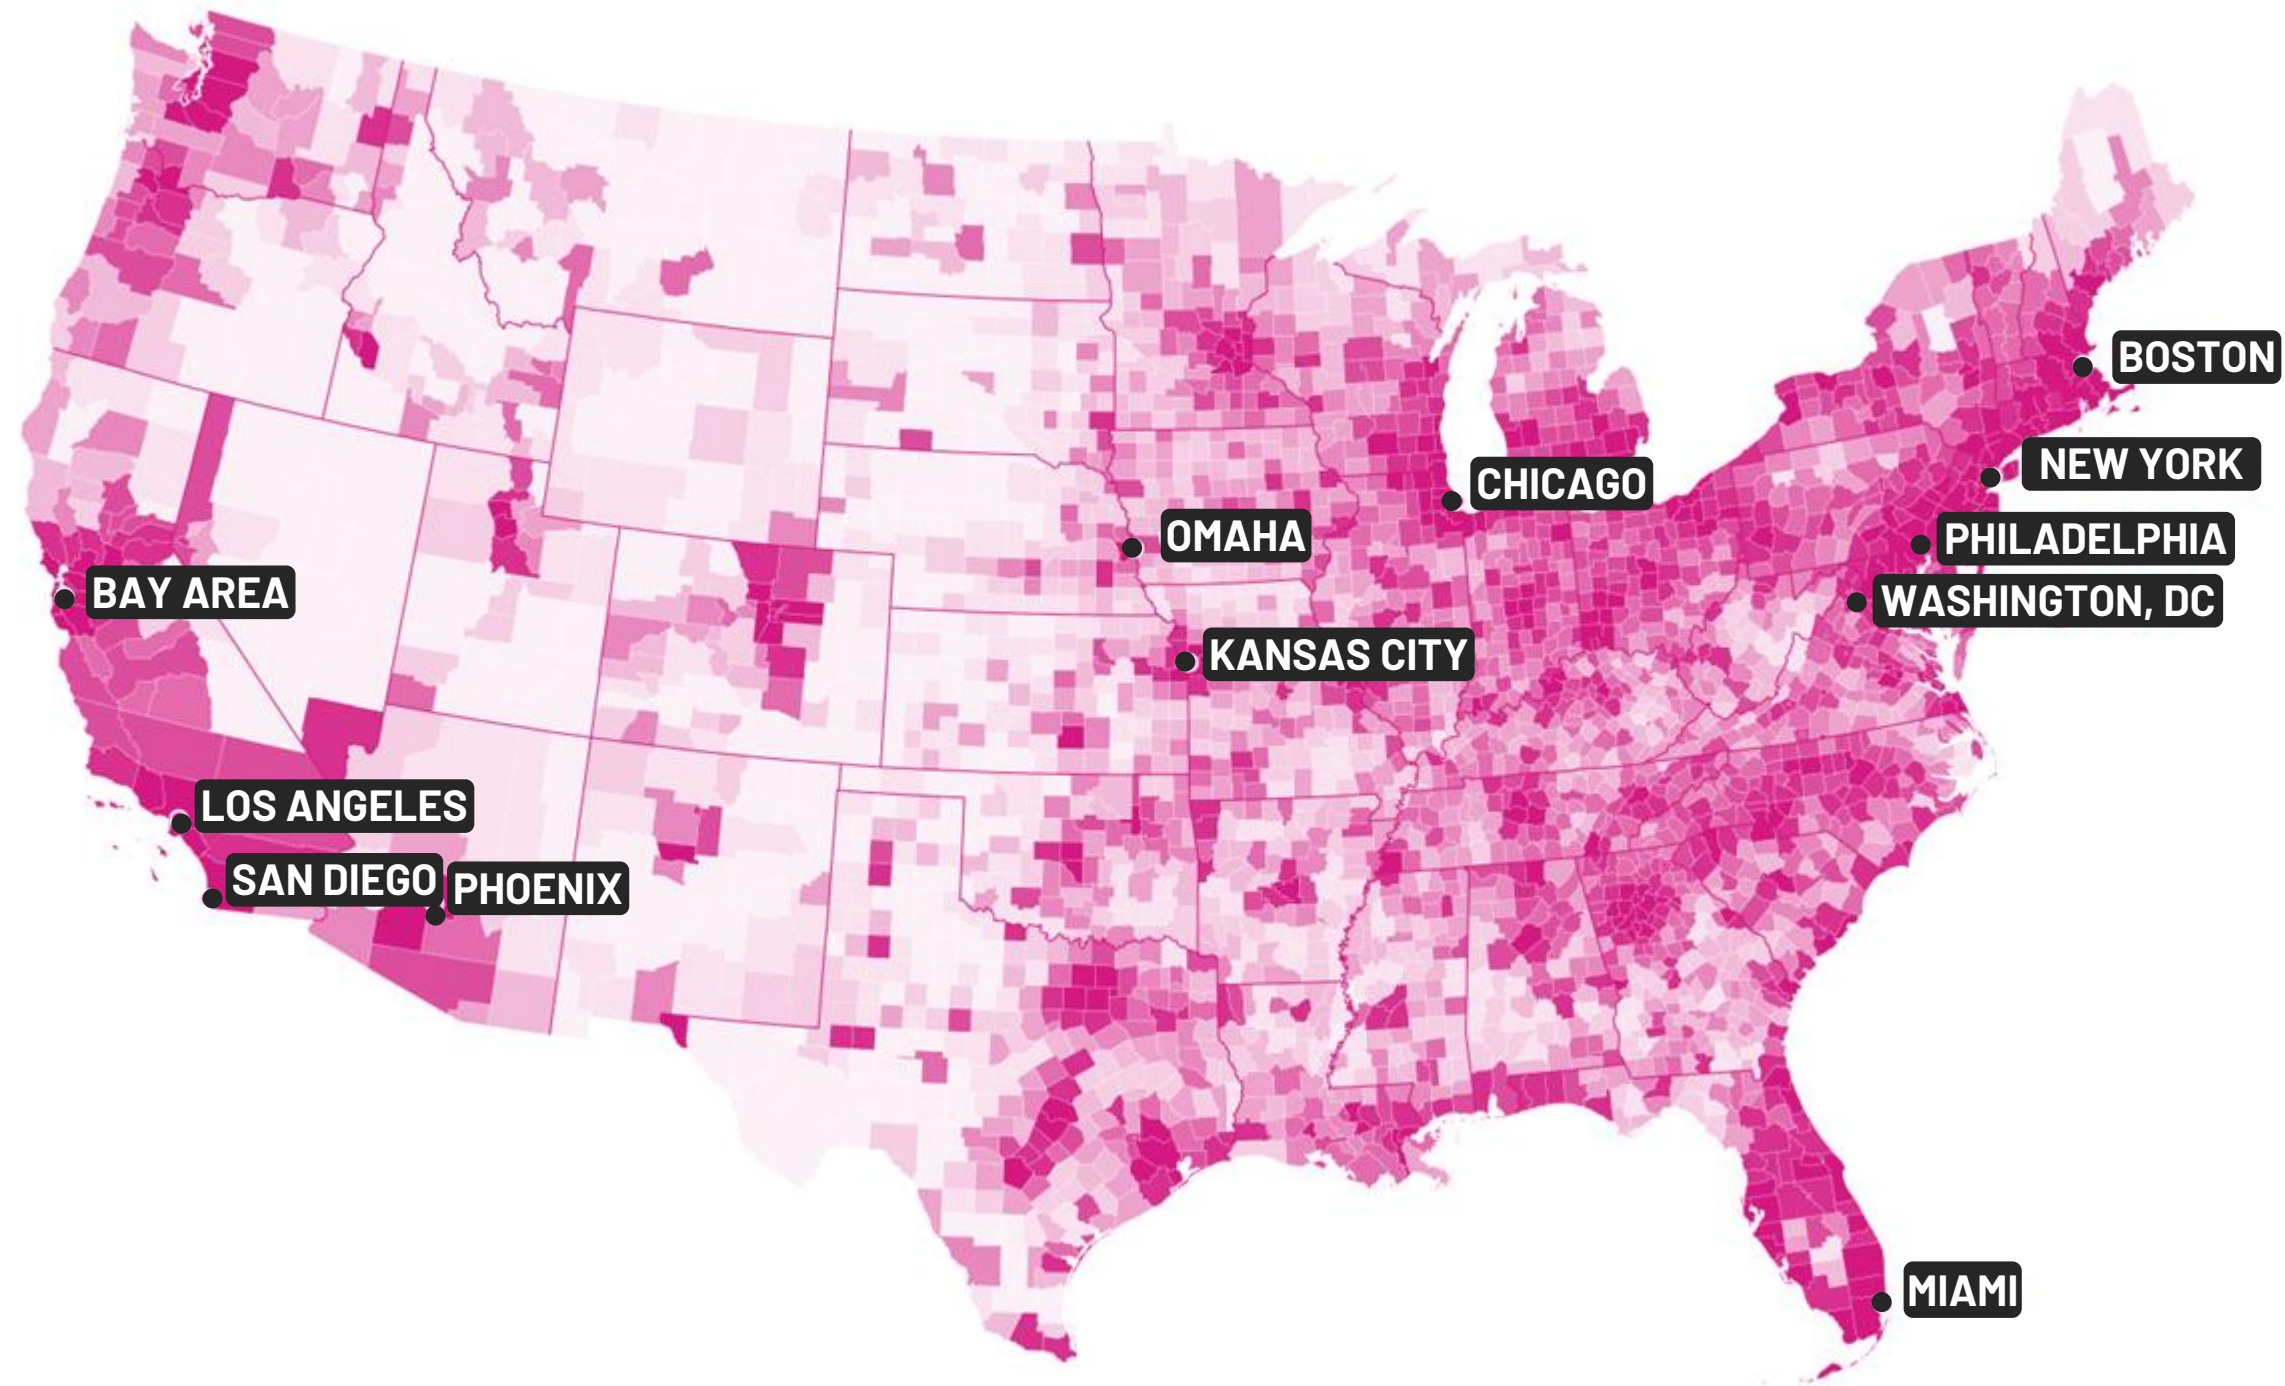 BOSTON
NEW YORK
CHICAGO
OMAHA
PHILADELPHIA
BAY AREA
WASHINGTON, DC
KANSAS CITY
LOS ANGELES
SAN DIEGO
PHOENIX
MIAMI